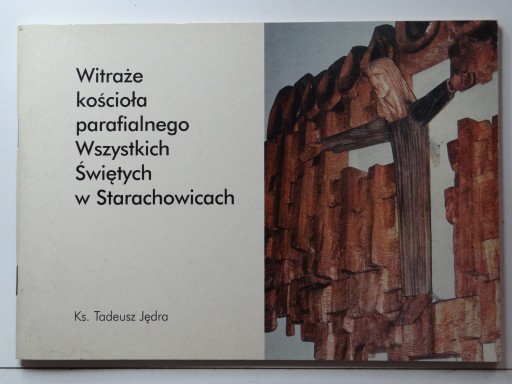 Witraże
kościoła
parafialnego
Wszystkich
Świętych
w Starachowicach
Ks. Tadeusz Jędra